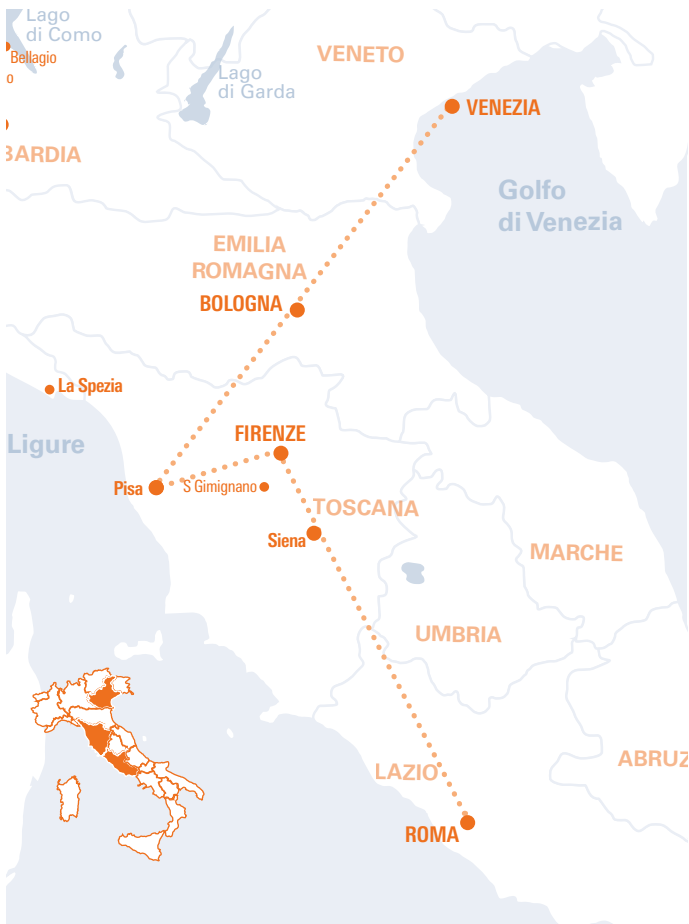 Lago
di Como
Bellagio
o
VENETO
Lago
di Garda
VENEZIA
BARDIA
Golfo
di Venezia
EMILIA
ROMAGNA
BOLOGNA
La Spezia
Ligure
FIRENZE
Pisa
S Gimignano
TOSCANA
Siena
MARCHE
UMBRIA
LAZIO
ABRUZ
ROMA